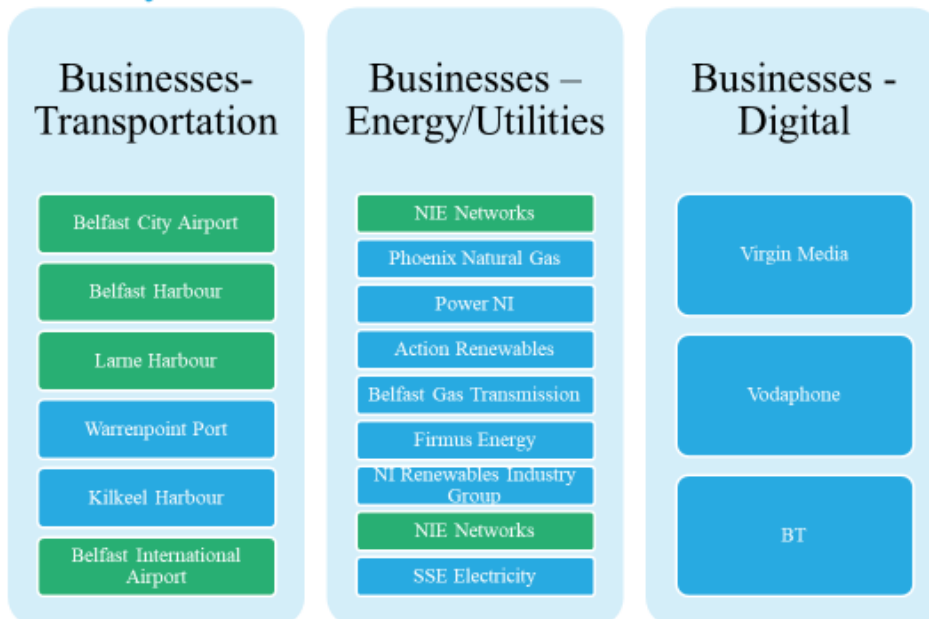 Businesses-
Transportation
Belfast City Airport
Belfast Harbour
Larne Harbour
Warrenpoint Port
Kilkeel Harbour
Belfast International
Airport
Businesses –
Energy/Utilities
NIE Networks
Phoenix Natural Gas
Power NI
Action Renewables
Belfast Gas Transmission
Firmus Energy
NI Renewables Industry
Group
NIE Networks
SSE Electricity
Businesses -
Digital
Virgin Media
Vodaphone
BT